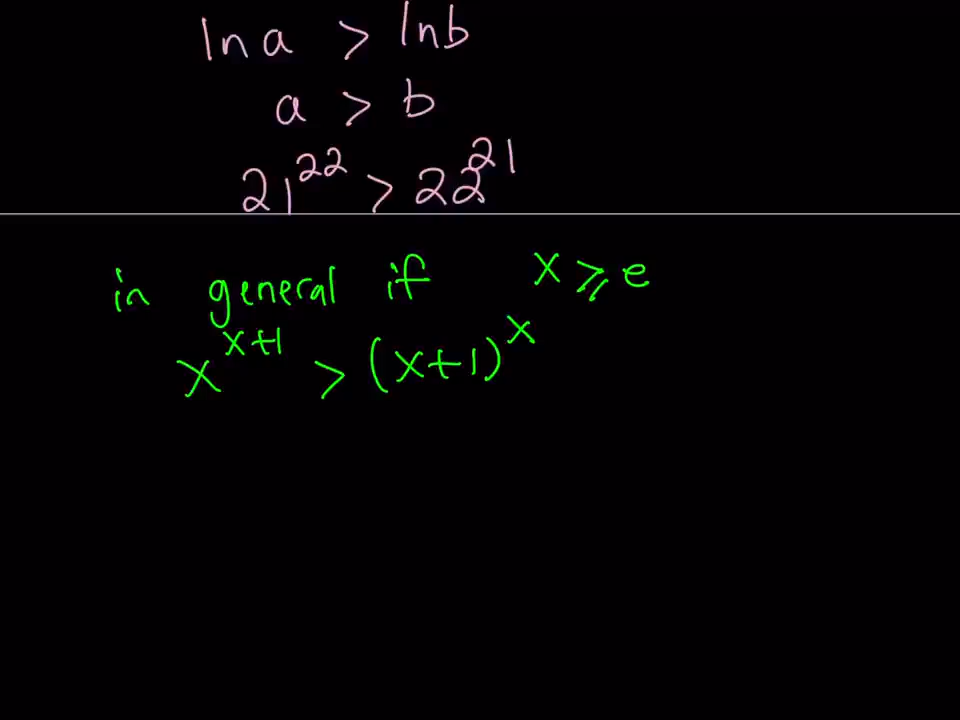 ln a > ln b
a > b
21^22 > 22^21
in general if x ⩾ e
x^x+1 > (x+1)^x